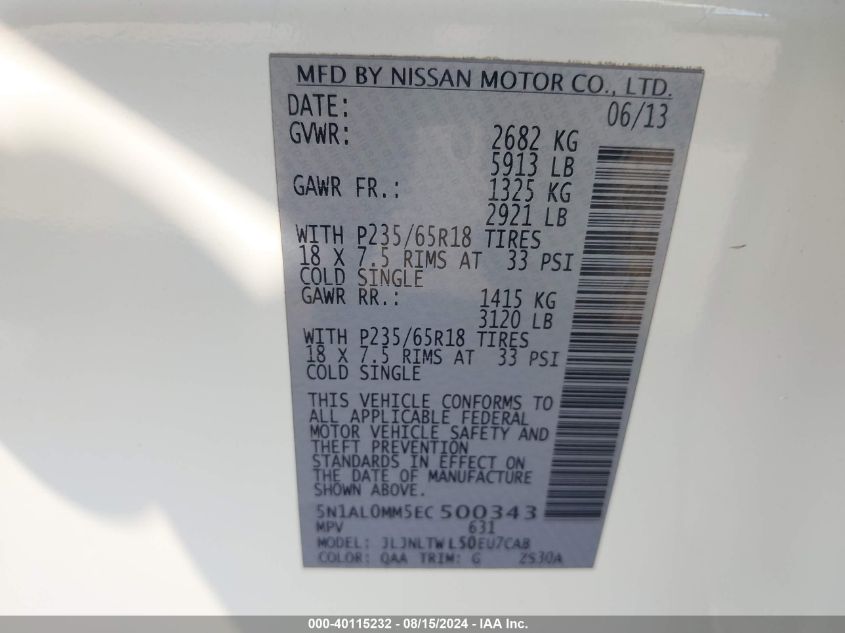 MFD BY NISSAN MOTOR CO., LTD.
DATE: 06/13
GVWR: 2682 KG
5913 LB
GAWR FR.: 1325 KG
2921 LB
WITH P235/65R18 TIRES
18 X 7.5 RIMS AT 33 PSI
COLD SINGLE
GAWR RR.: 1415 KG
3120 LB
WITH P235/65R18 TIRES
18 X 7.5 RIMS AT 33 PSI
COLD SINGLE
THIS VEHICLE CONFORMS TO
ALL APPLICABLE FEDERAL
MOTOR VEHICLE SAFETY AND
THEFT PREVENTION
STANDARDS IN EFFECT ON
THE DATE OF MANUFACTURE
SHOWN ABOVE.
5N1AL0MM5EC500343
MPV 631
MODEL: JLJNLTWL50EU7CAB
COLOR: QAA TRIM: G ZS30A
000-40115232 - 08/15/2024 - IAA Inc.